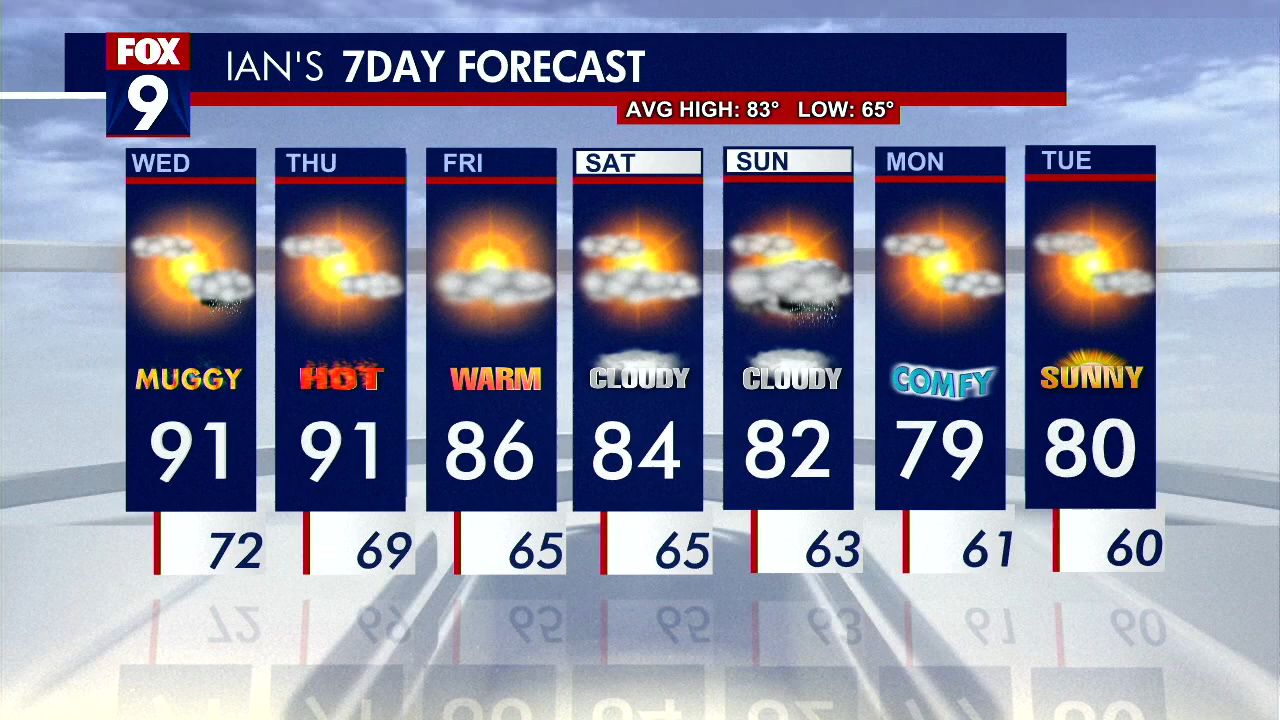 FOX
9
IAN'S 7DAY FORECAST
AVG HIGH: 83° LOW: 65°
WED THU FRI SAT SUN MON TUE
MUGGY HOT WARM CLOUDY CLOUDY COMFY SUNNY
91 91 86 84 82 79 80
72 69 65 65 63 61 60